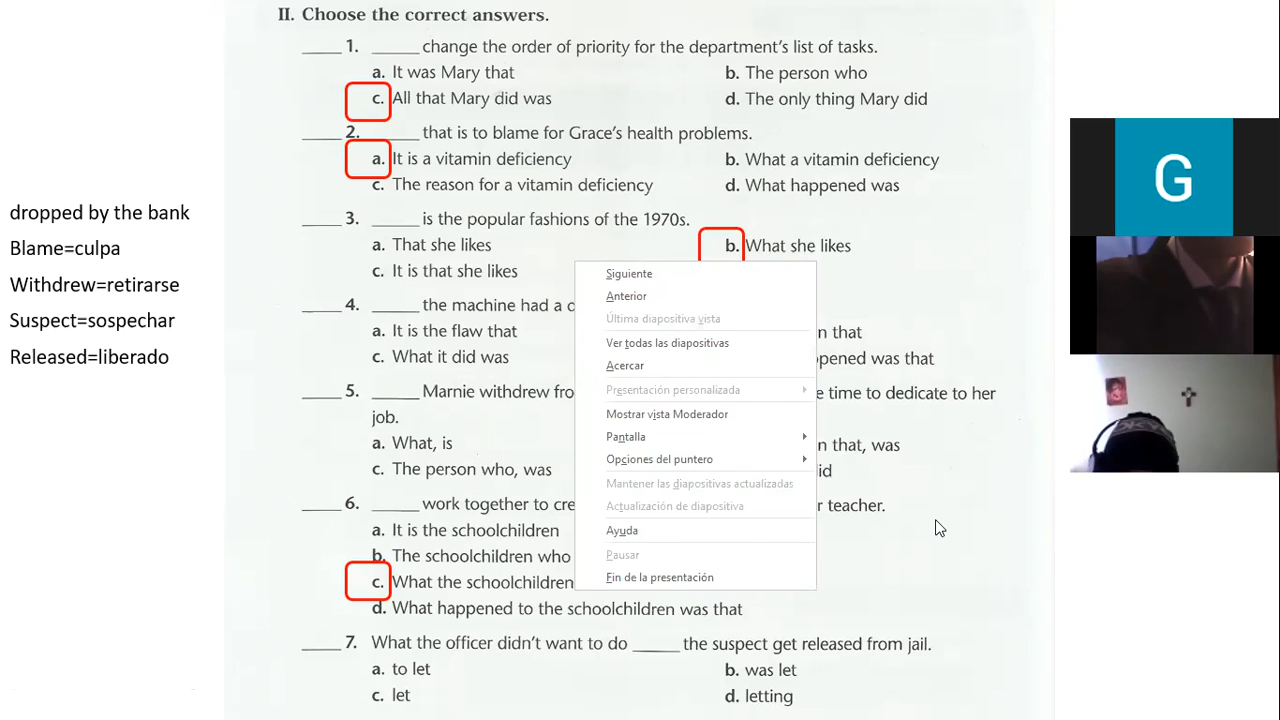 II. Choose the correct answers.
_____ 1. _____ change the order of priority for the department's list of tasks.
a. It was Mary that
b. The person who
c. All that Mary did was
d. The only thing Mary did
_____ 2. _____ that is to blame for Grace's health problems.
a. It is a vitamin deficiency
b. What a vitamin deficiency
c. The reason for a vitamin deficiency
d. What happened was
_____ 3. _____ is the popular fashions of the 1970s.
a. That she likes
b. What she likes
c. It is that she likes
_____ 4. _____ the machine had a
a. It is the flaw that
n that
c. What it did was
pened was that
_____ 5. _____ Marnie withdrew fro
e time to dedicate to her
job.
a. What, is
n that, was
c. The person who, was
id
_____ 6. _____ work together to cre
r teacher.
a. It is the schoolchildren
b. The schoolchildren who
c. What the schoolchildren
d. What happened to the schoolchildren was that
_____ 7. What the officer didn't want to do _____ the suspect get released from jail.
a. to let
b. was let
c. let
d. letting
dropped by the bank
Blame=culpa
Withdrew=retirarse
Suspect=sospechar
Released=liberado
Siguiente
Anterior
Última diapositiva vista
Ver todas las diapositivas
Acercar
Presentación personalizada
Mostrar vista Moderador
Pantalla
Opciones del puntero
Mantener las diapositivas actualizadas
Actualización de diapositiva
Ayuda
Pausar
Fin de la presentación
G